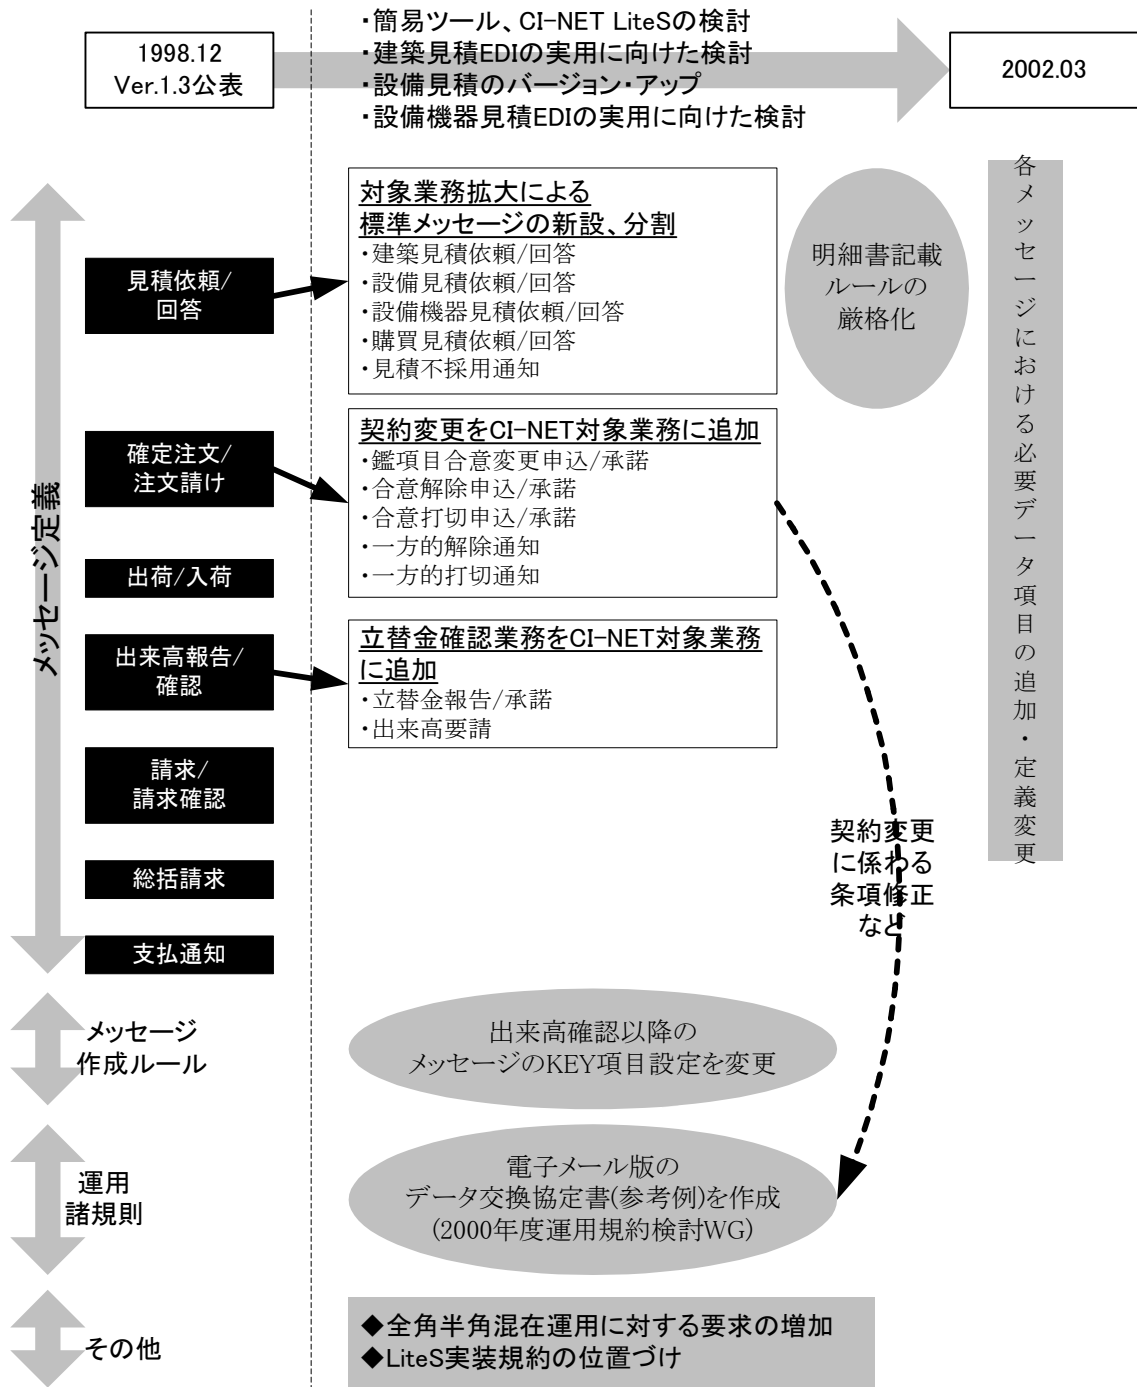 1998.12
Ver.1.3公表
・簡易ツール、CI-NET LiteSの検討
・建築見積EDIの実用に向けた検討
・設備見積のバージョン・アップ
・設備機器見積EDIの実用に向けた検討
2002.03
メッセージ定義
見積依頼/
回答
対象業務拡大による
標準メッセージの新設、分割
・建築見積依頼/回答
・設備見積依頼/回答
・設備機器見積依頼/回答
・購買見積依頼/回答
・見積不採用通知
明細書記載
ルールの
厳格化
各メッセージにおける必要データ項目の追加・定義変更
確定注文/
注文請け
契約変更をCI-NET対象業務に追加
・鑑項目合意変更申込/承諾
・合意解除申込/承諾
・合意打切申込/承諾
・一方的解除通知
・一方的打切通知
出荷/入荷
出来高報告/
確認
立替金確認業務をCI-NET対象業務
に追加
・立替金報告/承諾
・出来高要請
請求/
請求確認
契約変更
に係わる
条項修正
など
総括請求
支払通知
メッセージ
作成ルール
出来高確認以降の
メッセージのKEY項目設定を変更
運用
諸規則
電子メール版の
データ交換協定書(参考例)を作成
(2000年度運用規約検討WG)
その他
◆全角半角混在運用に対する要求の増加
◆LiteS実装規約の位置づけ